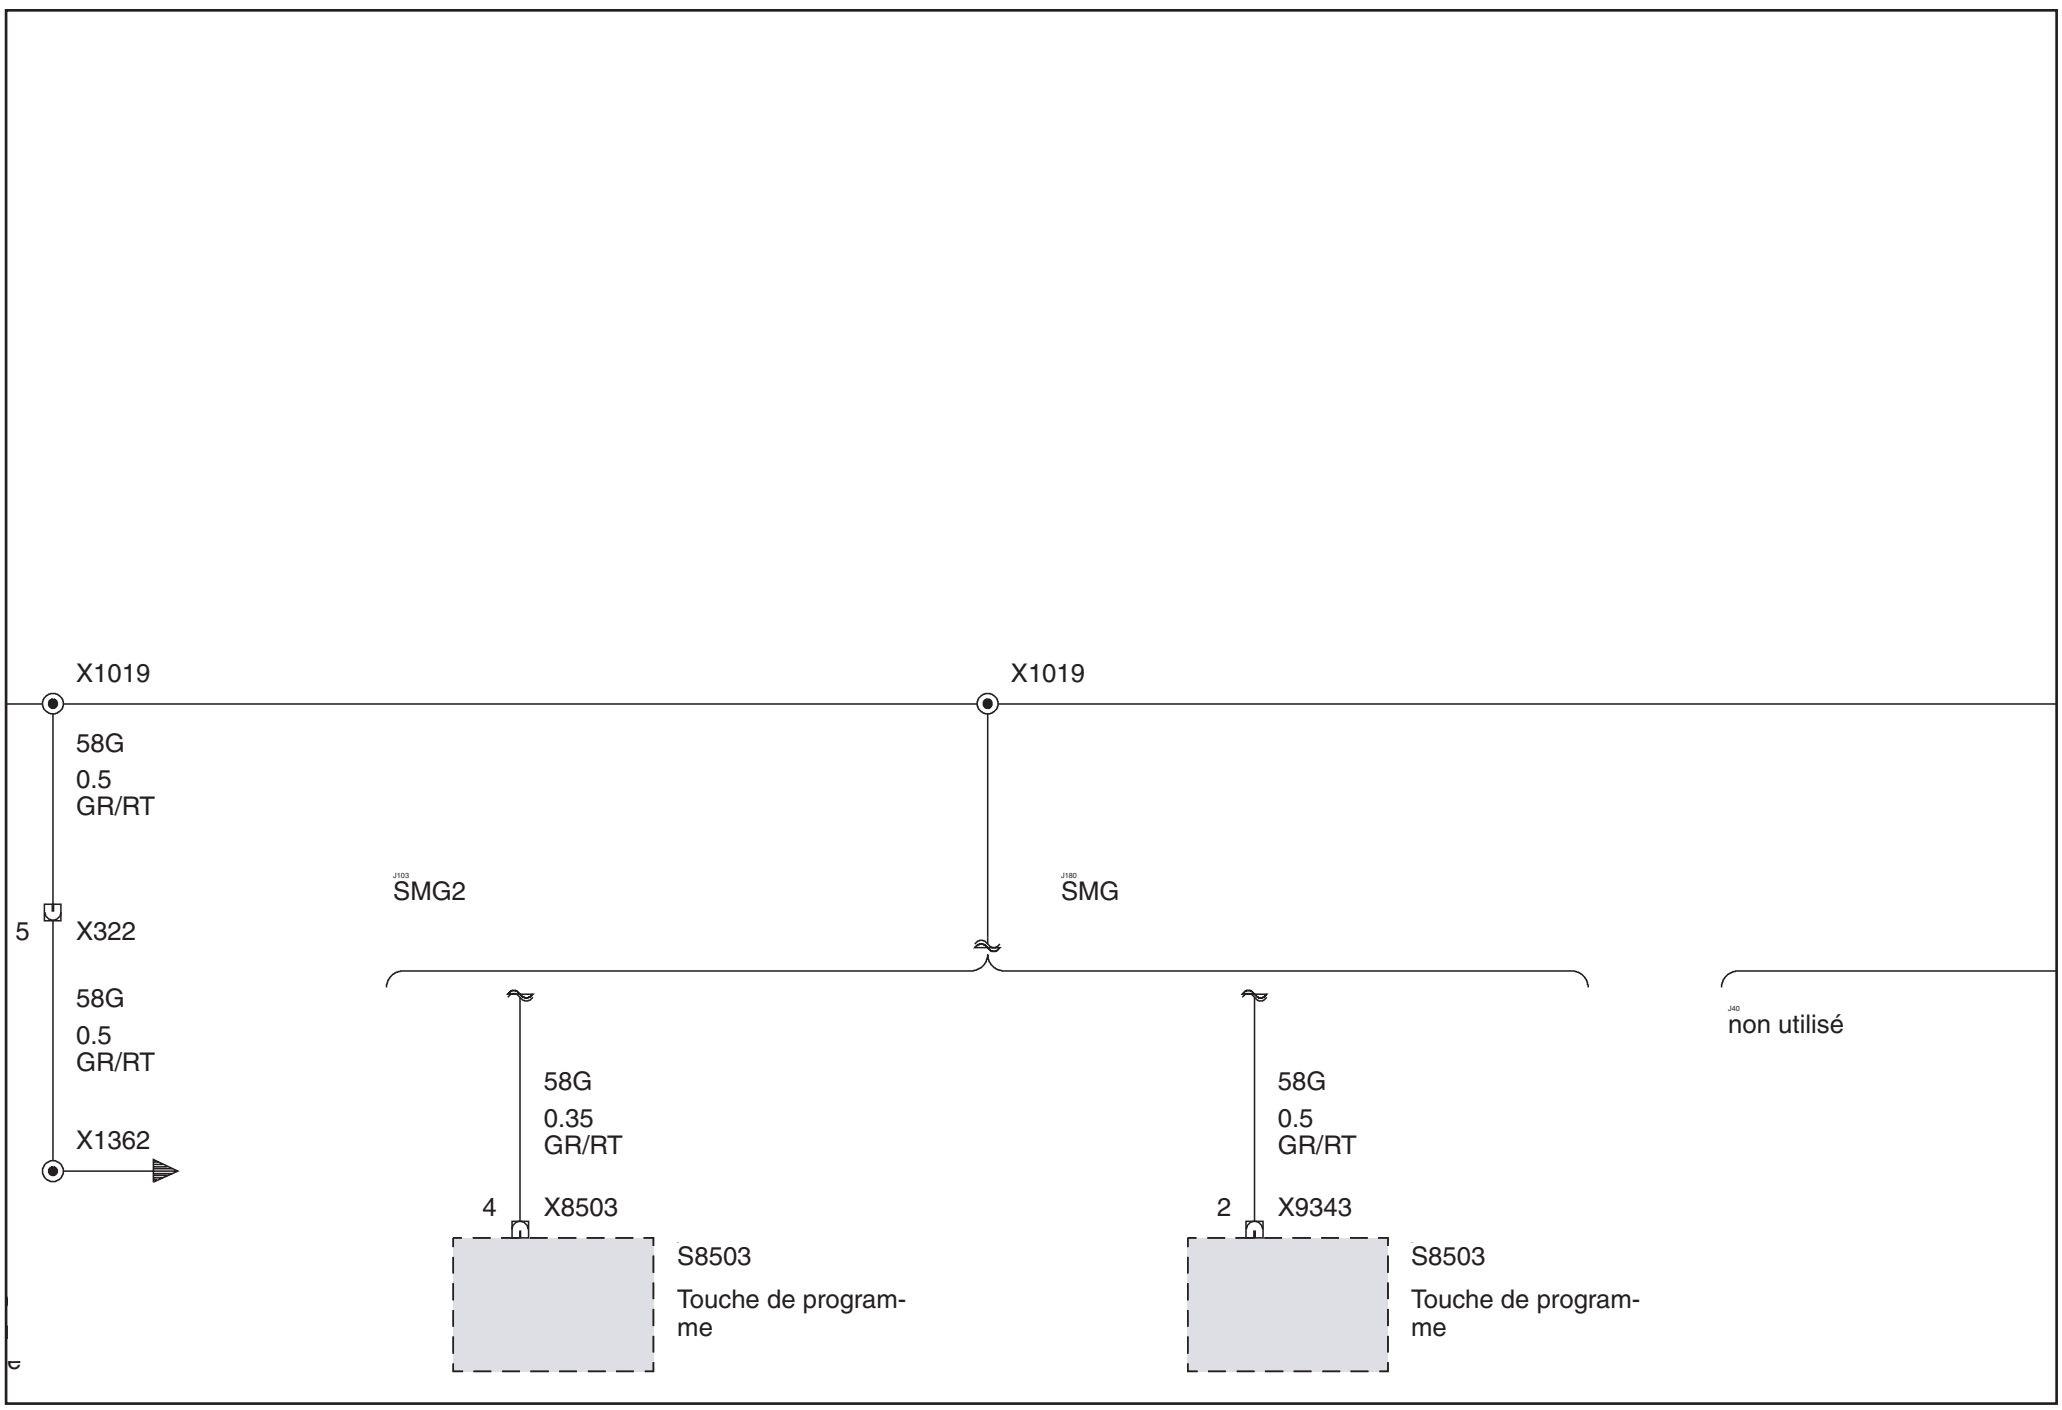 X1019
X1019
58G
0.5
GR/RT
J103
SMG2
J180
SMG
5
X322
58G
0.5
GR/RT
X1362
J40
non utilisé
58G
0.35
GR/RT
58G
0.5
GR/RT
4
X8503
2
X9343
S8503
Touche de program-
me
S8503
Touche de program-
me